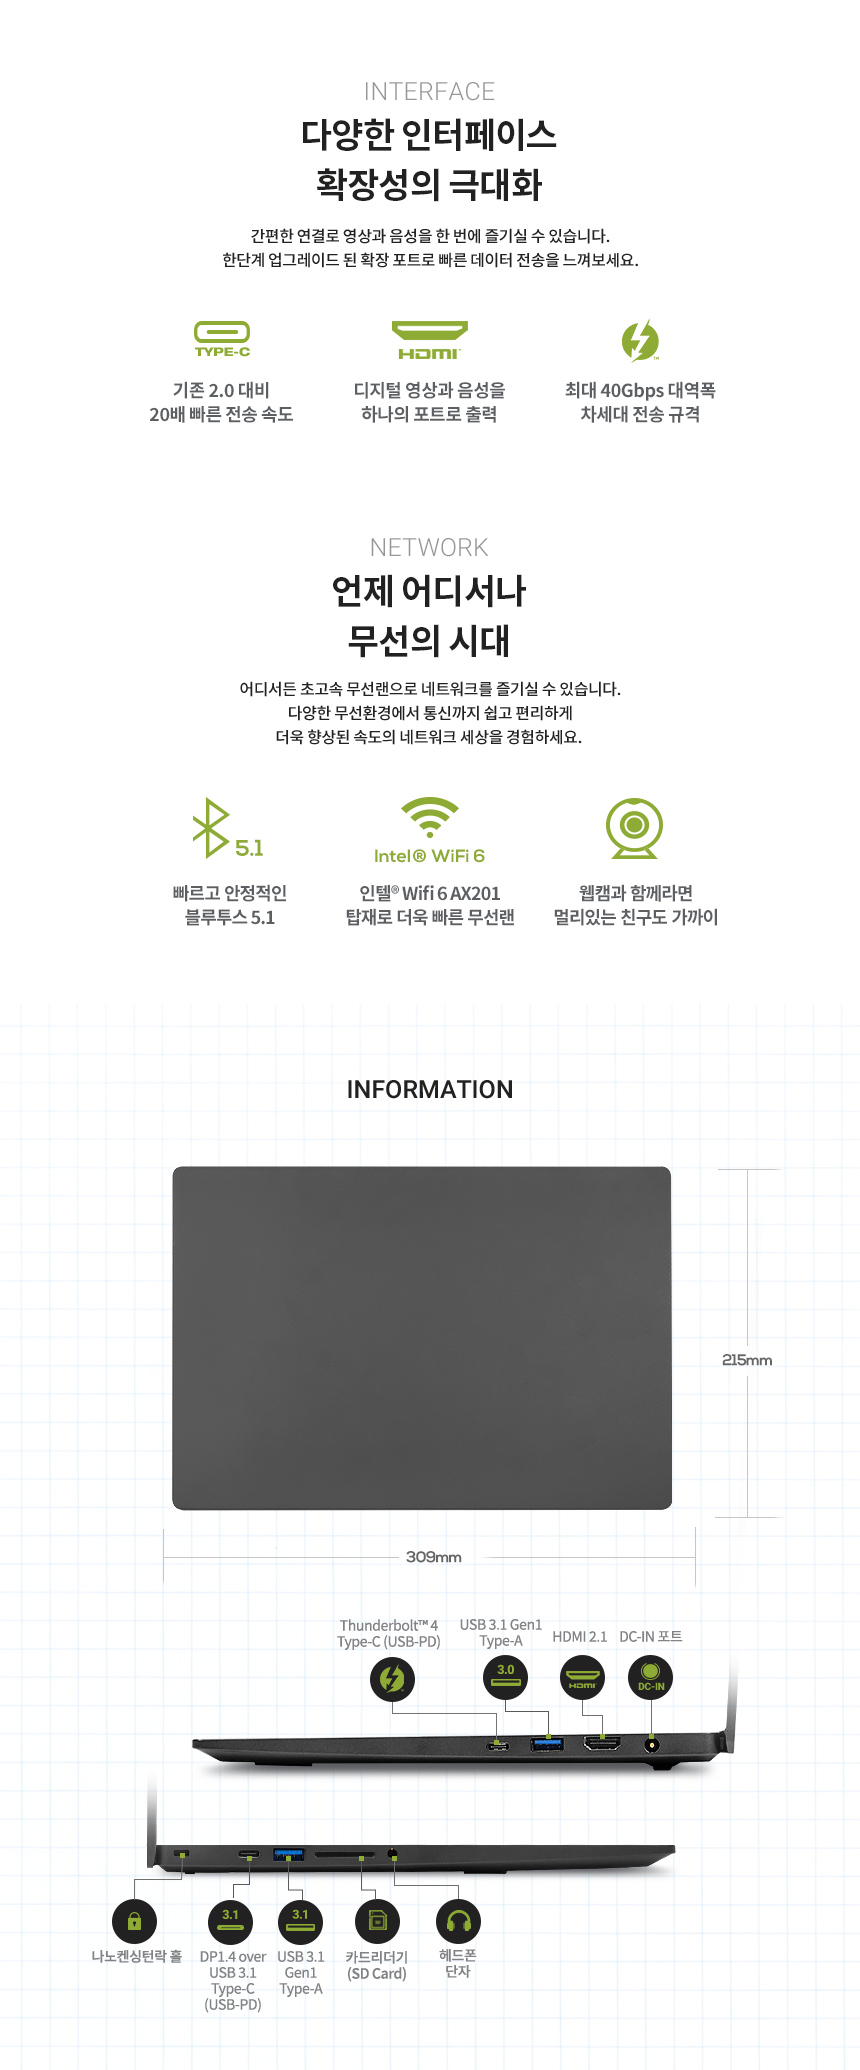 INTERFACE
다양한 인터페이스
확장성의 극대화
간편한 연결로 영상과 음성을 한 번에 즐기실 수 있습니다.
한단계 업그레이드 된 확장 포트로 빠른 데이터 전송을 느껴보세요.
TYPE-C
HDMI
TM
기존 2.0 대비
20배 빠른 전송 속도
디지털 영상과 음성을
하나의 포트로 출력
최대 40Gbps 대역폭
차세대 전송 규격
NETWORK
언제 어디서나
무선의 시대
어디서든 초고속 무선랜으로 네트워크를 즐기실 수 있습니다.
다양한 무선환경에서 통신까지 쉽고 편리하게
더욱 향상된 속도의 네트워크 세상을 경험하세요.
5.1
Intel® WiFi 6
빠르고 안정적인
블루투스 5.1
인텔® Wifi 6 AX201
탑재로 더욱 빠른 무선랜
웹캠과 함께라면
멀리있는 친구도 가까이
INFORMATION
215mm
309mm
Thunderbolt™ 4
Type-C (USB-PD)
USB 3.1 Gen1
Type-A
HDMI 2.1
DC-IN 포트
3.0
HDMI
DC-IN
3.1
3.1
나노켄싱턴락 홀
DP1.4 over
USB 3.1
Type-C
(USB-PD)
USB 3.1
Gen1
Type-A
카드리더기
(SD Card)
헤드폰
단자